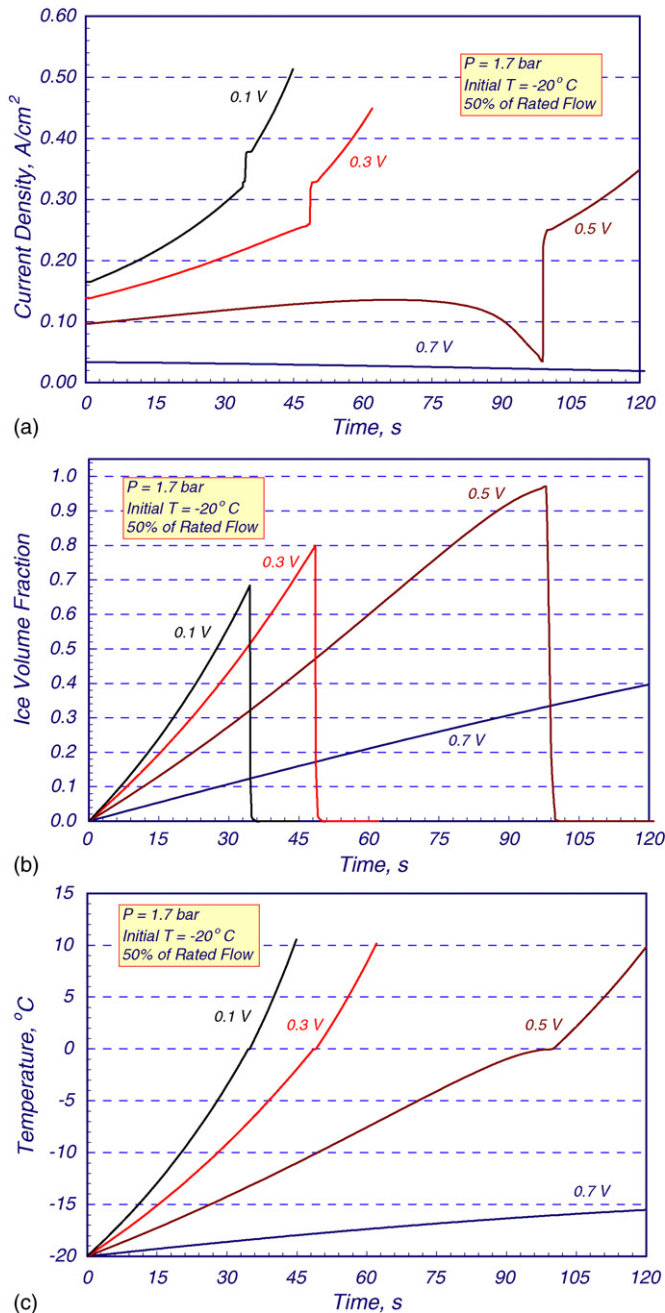 0.60
0.50
0.40
0.30
0.20
0.10
0.00
Current Density, A/cm²
P = 1.7 bar
Initial T = -20° C
50% of Rated Flow
0.1 V
0.3 V
0.5 V
0.7 V
0 15 30 45 60 75 90 105 120
Time, s
(a)
1.0
0.9
0.8
0.7
0.6
0.5
0.4
0.3
0.2
0.1
0.0
Ice Volume Fraction
P = 1.7 bar
Initial T = -20° C
50% of Rated Flow
0.5 V
0.3 V
0.1 V
0.7 V
0 15 30 45 60 75 90 105 120
Time, s
(b)
15
10
5
0
-5
-10
-15
-20
Temperature, °C
P = 1.7 bar
Initial T = -20° C
50% of Rated Flow
0.1 V
0.3 V
0.5 V
0.7 V
0 15 30 45 60 75 90 105 120
Time, s
(c)